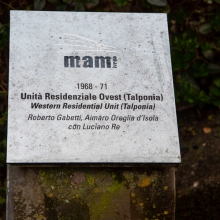 mam
ivrea
1968 - 71
Unità Residenziale Ovest (Talponia)
Western Residential Unit (Talponia)
Roberto Gabetti, Aimaro Oreglia d'Isola
con Luciano Re